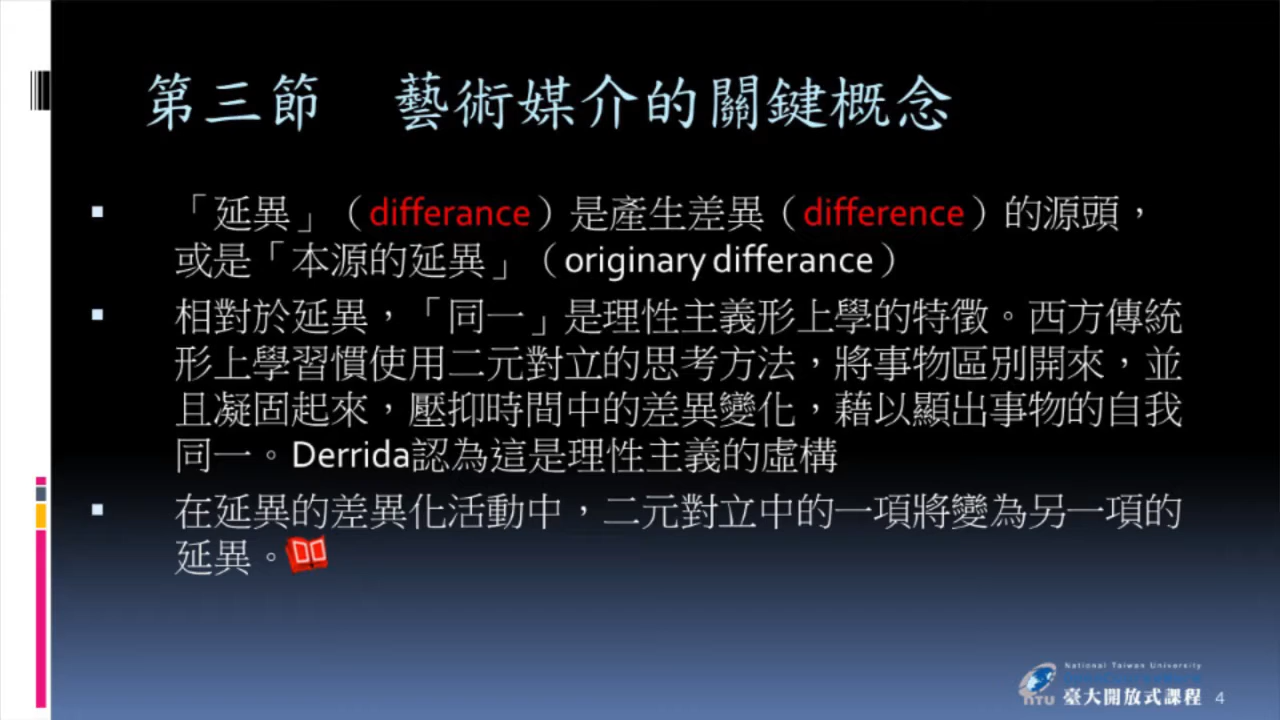 第三節　藝術媒介的關鍵概念
「延異」（differance）是產生差異（difference）的源頭，
或是「本源的延異」（originary differance）
相對於延異，「同一」是理性主義形上學的特徵。西方傳統
形上學習慣使用二元對立的思考方法，將事物區別開來，並
且凝固起來，壓抑時間中的差異變化，藉以顯出事物的自我
同一。Derrida認為這是理性主義的虛構
在延異的差異化活動中，二元對立中的一項將變為另一項的
延異。
National Taiwan University
NTU 臺大開放式課程 4